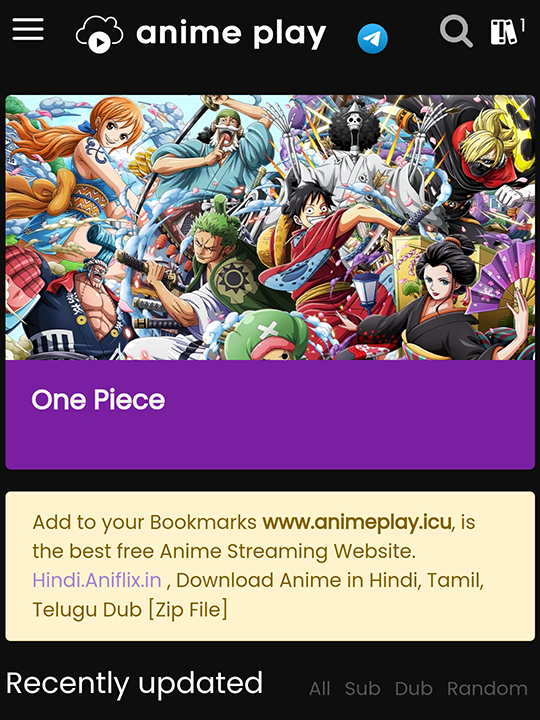 anime play
1
One Piece
Add to your Bookmarks www.animeplay.icu, is
the best free Anime Streaming Website.
Hindi.Aniflix.in , Download Anime in Hindi, Tamil,
Telugu Dub [Zip File]
Recently updated
All Sub Dub Random